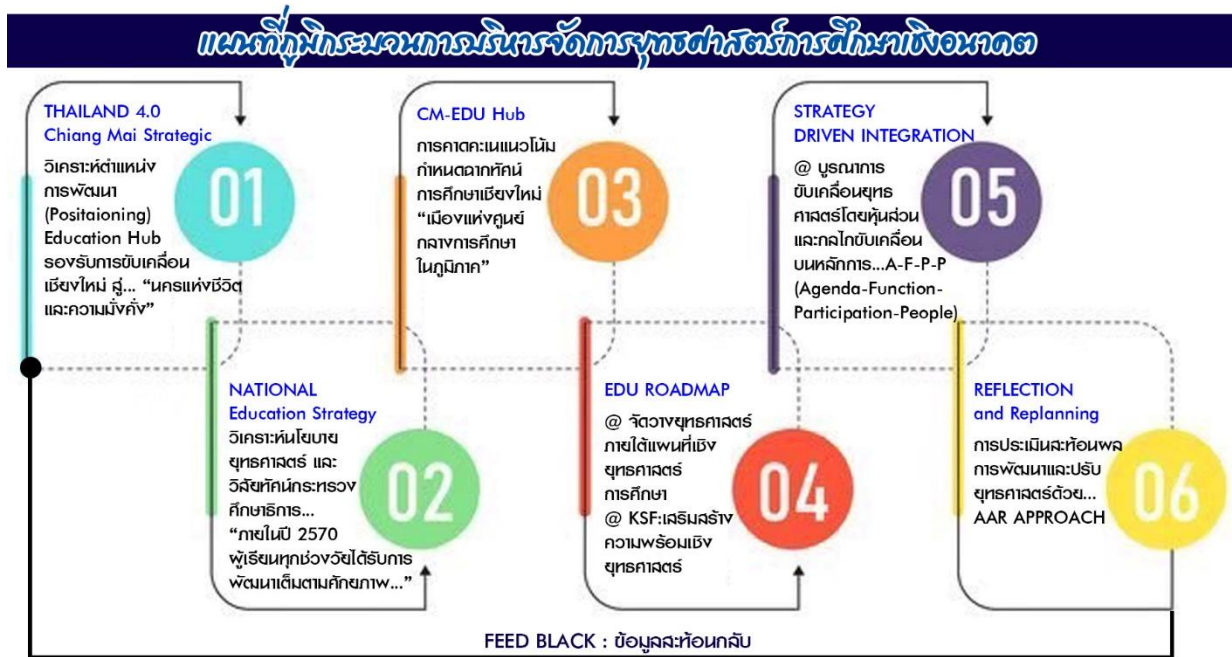 แผนที่ภูมิกระบวนการบริหารจัดการยุทธศาสตร์การศึกษาเชิงอนาคต
THAILAND 4.0
Chiang Mai Strategic
วิเคราะห์ตำแหน่ง
การพัฒนา
(Positaioning)
Education Hub
รองรับการขับเคลื่อน
เชียงใหม่ สู่... “นครแห่งชีวิต
และความมั่งคั่ง”
01
NATIONAL
Education Strategy
วิเคราะห์นโยบาย
ยุทธศาสตร์ และ
วิสัยทัศน์กระทรวง
ศึกษาธิการ...
“ภายในปี 2570
ผู้เรียนทุกช่วงวัยได้รับการ
พัฒนาเต็มตามศักยภาพ...”
02
CM-EDU Hub
การคาดคะเนแนวโน้ม
กำหนดฉากทัศน์
การศึกษาเชียงใหม่
“เมืองแห่งศูนย์
กลางการศึกษา
ในภูมิภาค”
03
EDU ROADMAP
@ จัดวางยุทธศาสตร์
ภายใต้แผนที่เชิง
ยุทธศาสตร์
การศึกษา
@ KSF:เสริมสร้าง
ความพร้อมเชิง
ยุทธศาสตร์
04
STRATEGY
DRIVEN INTEGRATION
@ บูรณาการ
ขับเคลื่อนยุทธ
ศาสตร์โดยหุ้นส่วน
และกลไกขับเคลื่อน
บนหลักการ...A-F-P-P
(Agenda-Function-
Participation-People)
05
REFLECTION
and Replanning
การประเมินสะท้อนผล
การพัฒนาและปรับ
ยุทธศาสตร์ด้วย...
AAR APPROACH
06
FEED BLACK : ข้อมูลสะท้อนกลับ